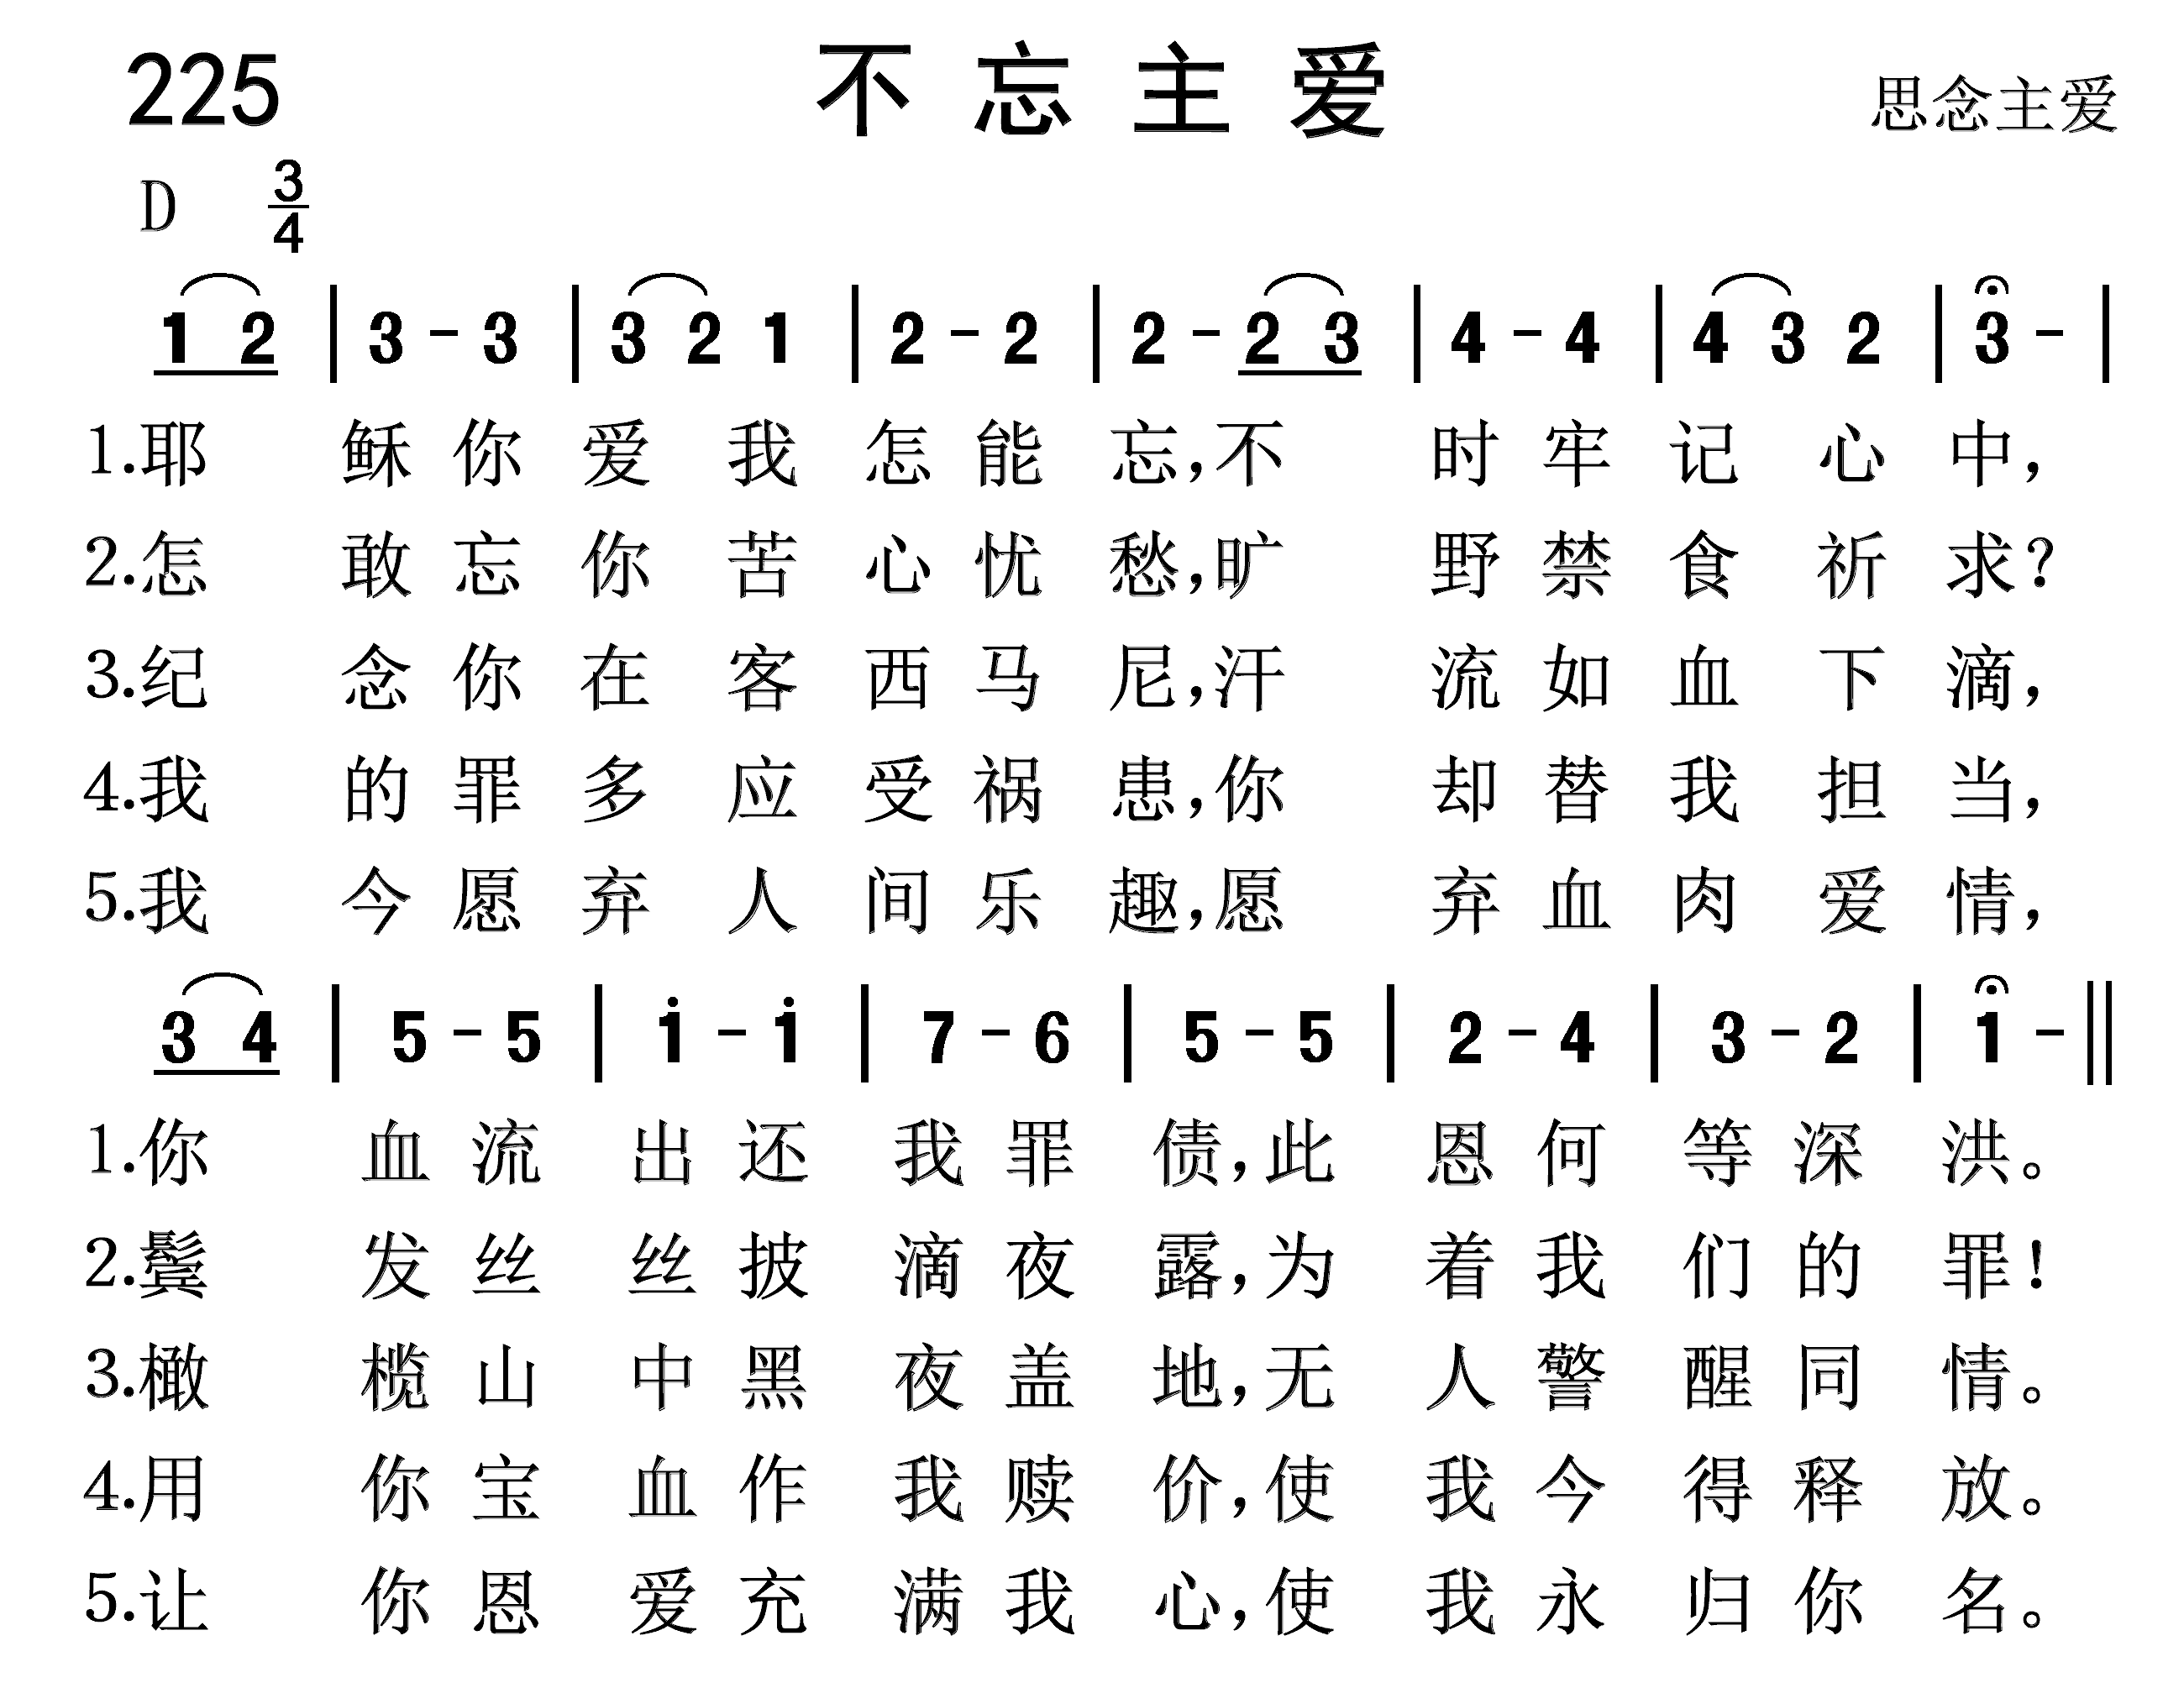 225 不忘主爱 思念主爱
D 3/4
1 2 | 3 - 3 | 3 2 1 | 2 - 2 | 2 - 2 3 | 4 - 4 | 4 3 2 | 3 - |
1.耶稣你爱我怎能忘,不时牢记心中,
2.怎敢忘你苦心忧愁,旷野禁食祈求?
3.纪念你在客西马尼,汗流如血下滴,
4.我的罪多应受祸患,你却替我担当,
5.我今愿弃人间乐趣,愿弃血肉爱情,
3 4 | 5 - 5 | i - i | 7 - 6 | 5 - 5 | 2 - 4 | 3 - 2 | 1 - ||
1.你血流出还我罪债,此恩何等深洪。
2.鬓发丝丝披滴夜露,为着我们的罪!
3.橄榄山中黑夜盖地,无人警醒同情。
4.用你宝血作我赎价,使我今得释放。
5.让你恩爱充满我心,使我永归你名。